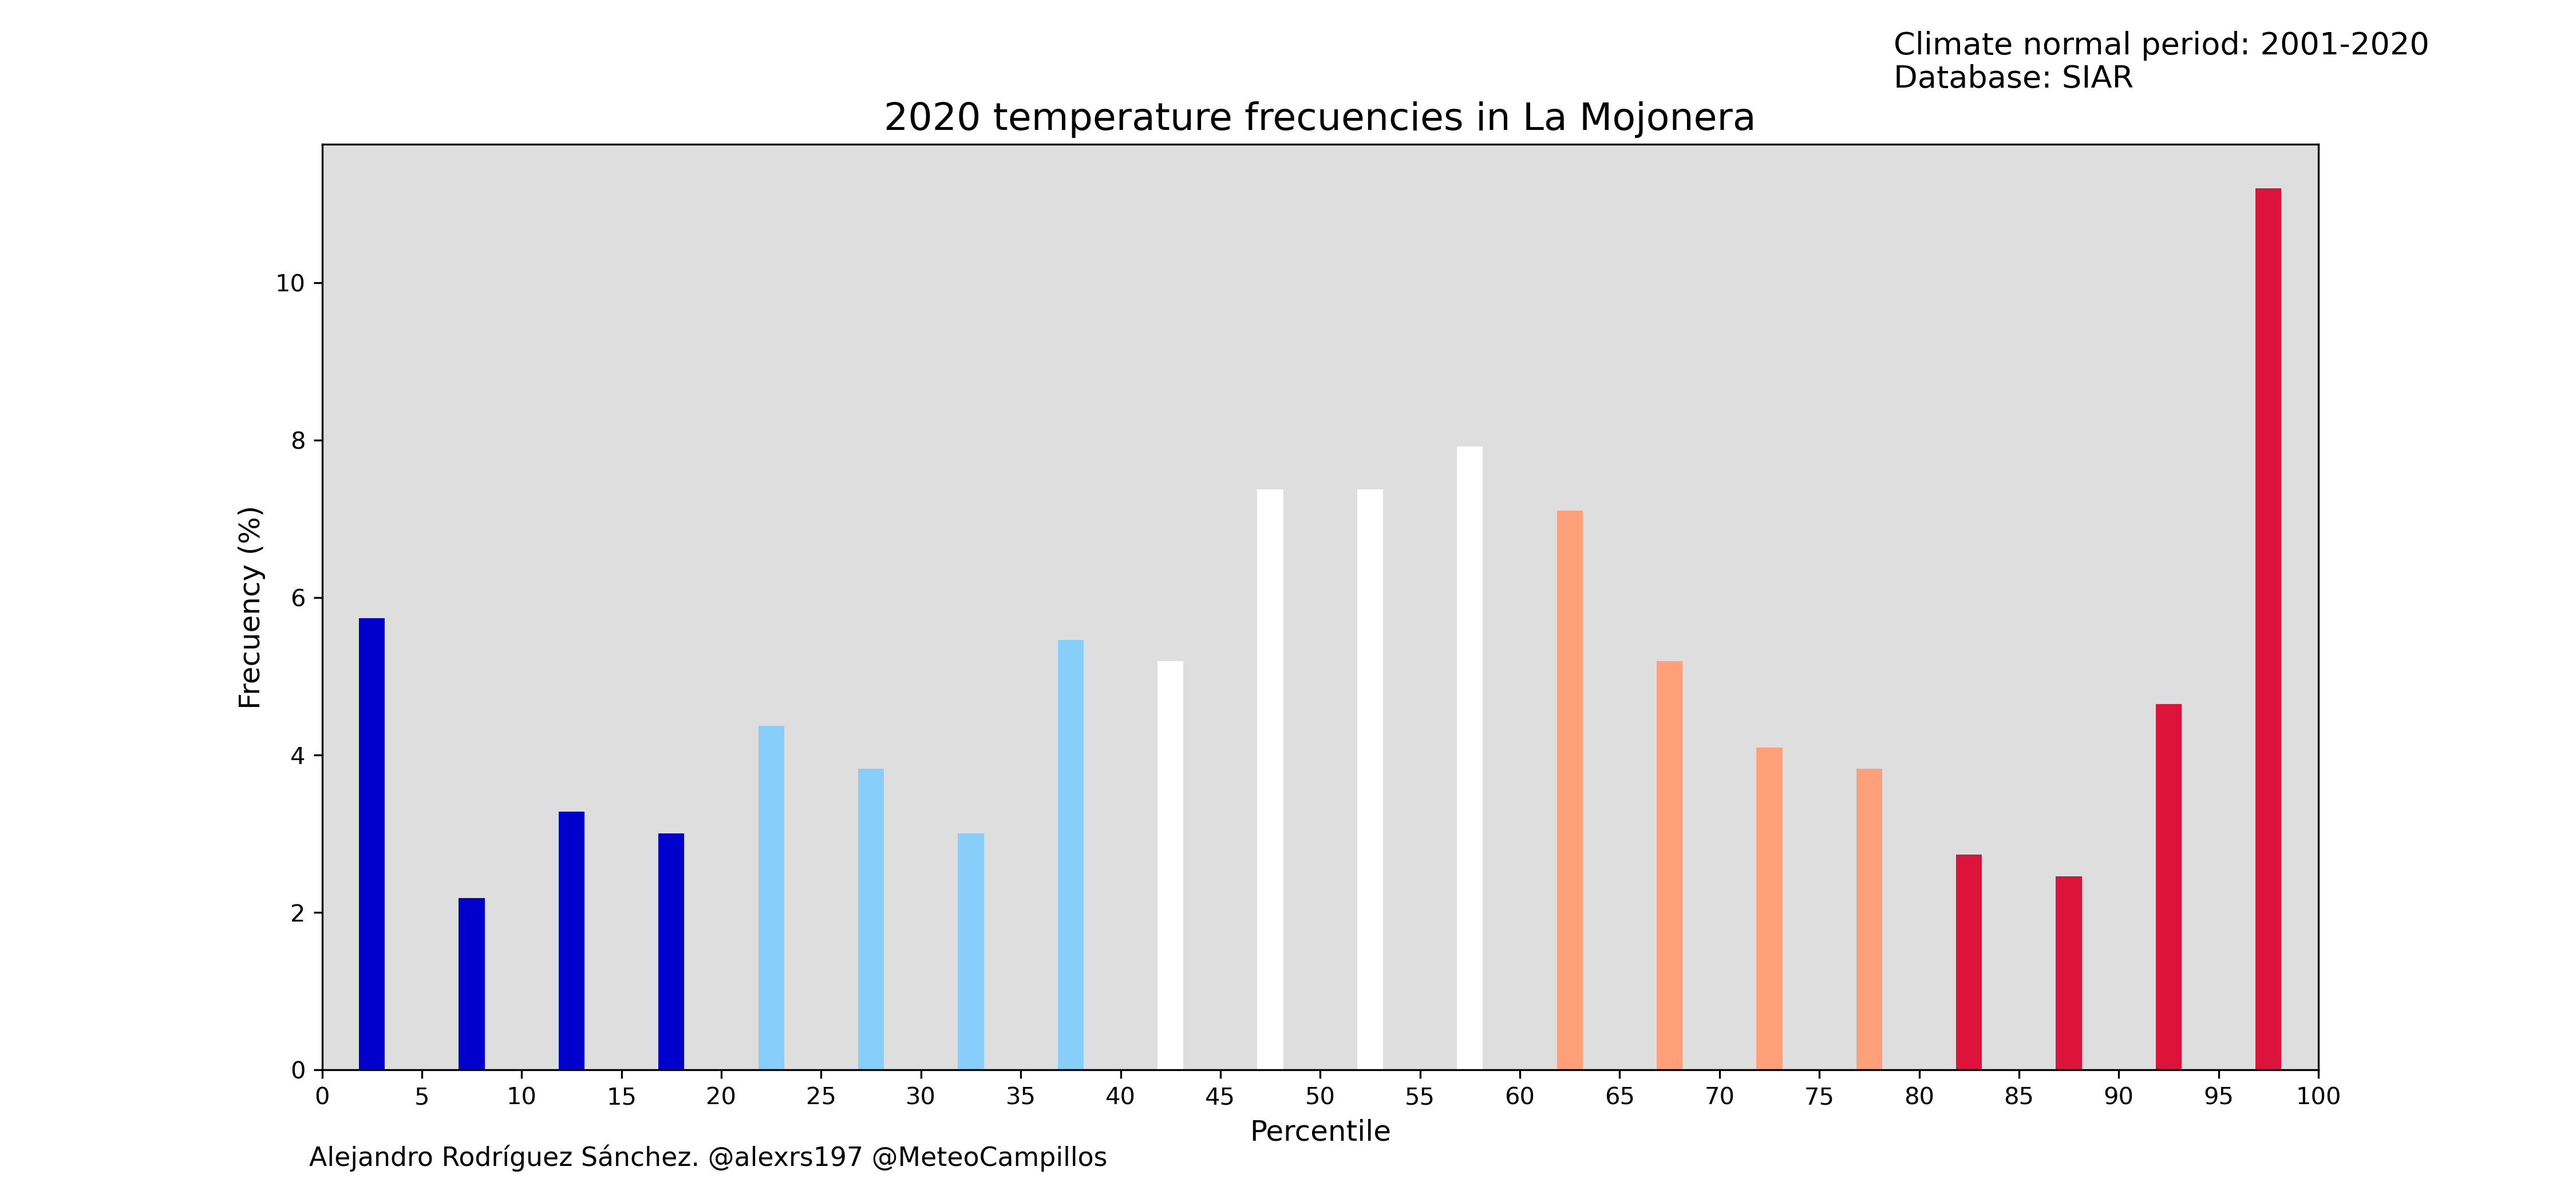 Climate normal period: 2001-2020
Database: SIAR
2020 temperature frecuencies in La Mojonera
Frecuency (%)
10
8
6
4
2
0
0 5 10 15 20 25 30 35 40 45 50 55 60 65 70 75 80 85 90 95 100
Percentile
Alejandro Rodríguez Sánchez. @alexrs197 @MeteoCampillos